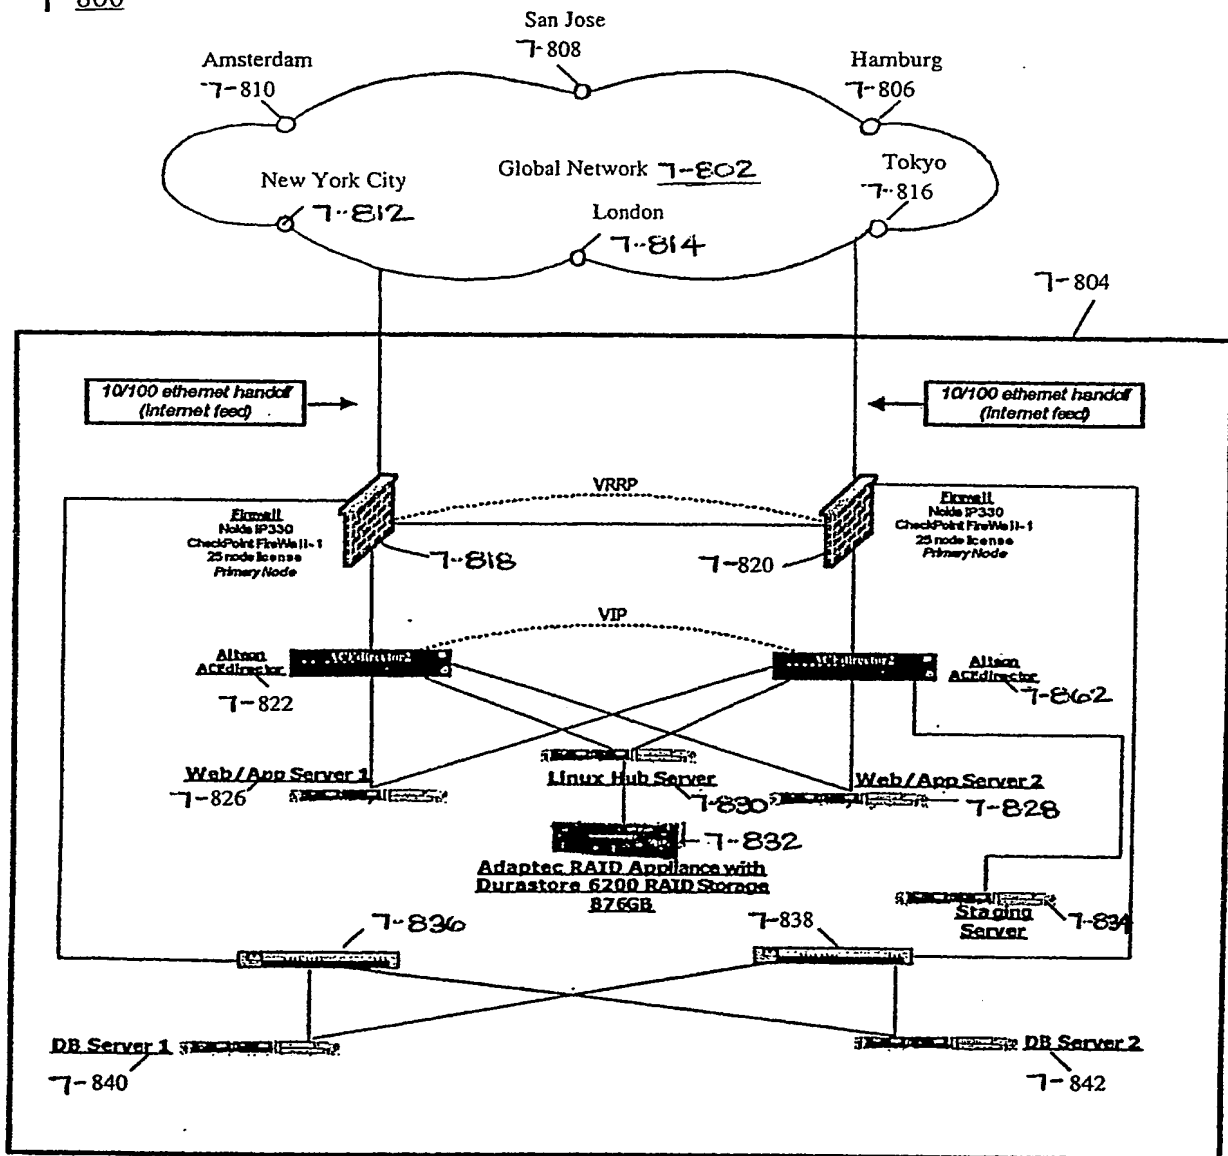 7-800
San Jose
7-808
Amsterdam
7-810
Hamburg
7-806
Global Network 7-802
Tokyo
7-816
New York City
7-812
London
7-814
7-804
10/100 ethernet handoff
(Internet feed)
10/100 ethernet handoff
(Internet feed)
VRRP
Firewall
Nokia IP330
CheckPoint FireWall-1
25 node license
Primary Node
Firewall
Nokia IP330
CheckPoint FireWall-1
25 node license
Primary Node
7-818
7-820
VIP
Alteon
ACEdirector
7-822
ACEdirector2
ACEdirector2
Alteon
ACEdirector
7-862
Web/App Server 1
7-826
Linux Hub Server
7-830
Web/App Server 2
7-828
7-832
Adaptec RAID Appliance with
Durastore 6200 RAID Storage
876GB
Staging
Server
7-834
7-836
7-838
DB Server 1
7-840
DB Server 2
7-842